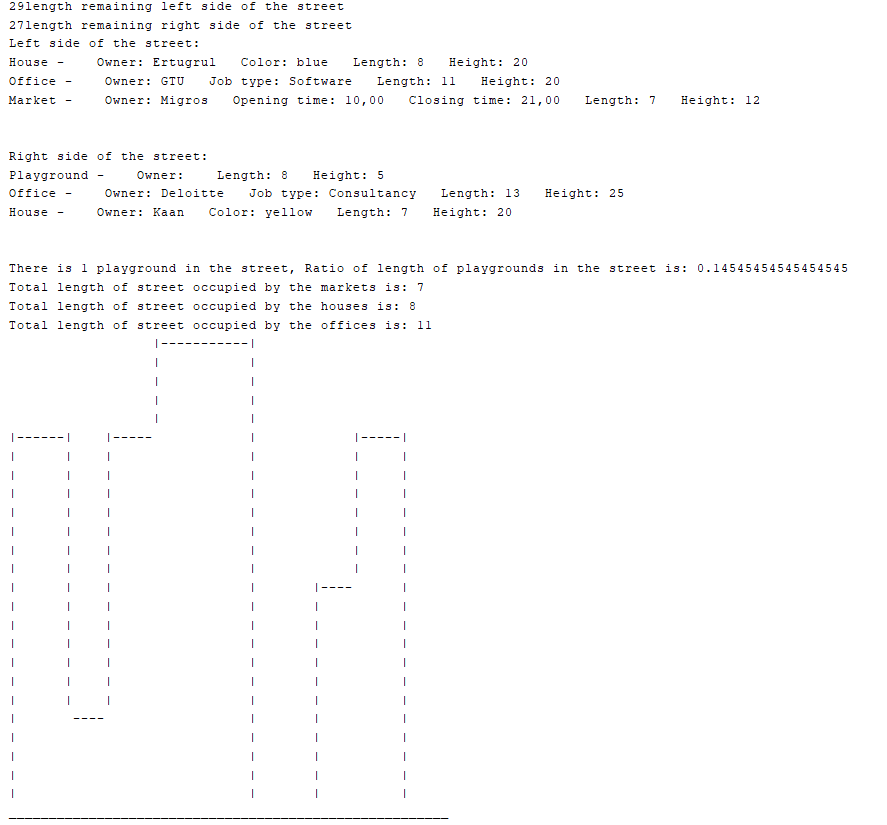 29length remaining left side of the street
27length remaining right side of the street
Left side of the street:
House -    Owner: Ertugrul   Color: blue   Length: 8   Height: 20
Office -    Owner: GTU   Job type: Software   Length: 11   Height: 20
Market -    Owner: Migros   Opening time: 10,00   Closing time: 21,00   Length: 7   Height: 12
Right side of the street:
Playground -    Owner:    Length: 8   Height: 5
Office -    Owner: Deloitte   Job type: Consultancy   Length: 13   Height: 25
House -    Owner: Kaan   Color: yellow   Length: 7   Height: 20
There is 1 playground in the street, Ratio of length of playgrounds in the street is: 0.14545454545454545
Total length of street occupied by the markets is: 7
Total length of street occupied by the houses is: 8
Total length of street occupied by the offices is: 11